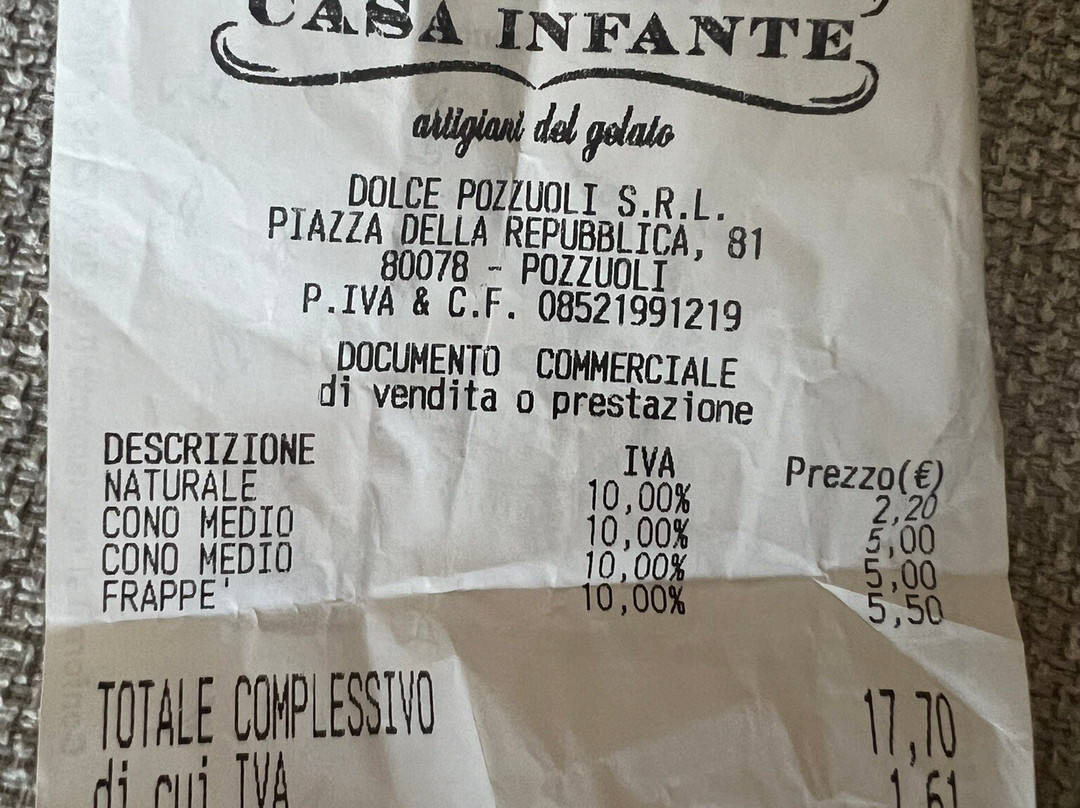 CASA INFANTE
artigiani del gelato
DOLCE POZZUOLI S.R.L.
PIAZZA DELLA REPUBBLICA, 81
80078 - POZZUOLI
P.IVA & C.F. 08521991219
DOCUMENTO COMMERCIALE
di vendita o prestazione
DESCRIZIONE IVA Prezzo(€)
NATURALE 10,00% 2,20
CONO MEDIO 10,00% 5,00
CONO MEDIO 10,00% 5,00
FRAPPE' 10,00% 5,50
TOTALE COMPLESSIVO 17,70
di cui IVA 1,61